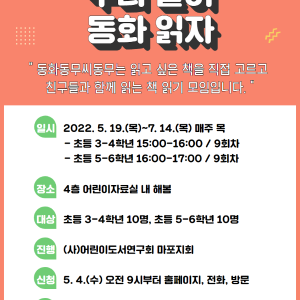 동화 읽자
" 동화동무씨동무는 읽고 싶은 책을 직접 고르고
친구들과 함께 읽는 책 읽기 모임입니다. "
일시 2022. 5. 19.(목)~7. 14.(목) 매주 목
- 초등 3-4학년 15:00-16:00 / 9회차
- 초등 5-6학년 16:00-17:00 / 9회차
장소 4층 어린이자료실 내 해봄
대상 초등 3-4학년 10명, 초등 5-6학년 10명
진행 (사)어린이도서연구회 마포지회
신청 5. 4.(수) 오전 9시부터 홈페이지, 전화, 방문